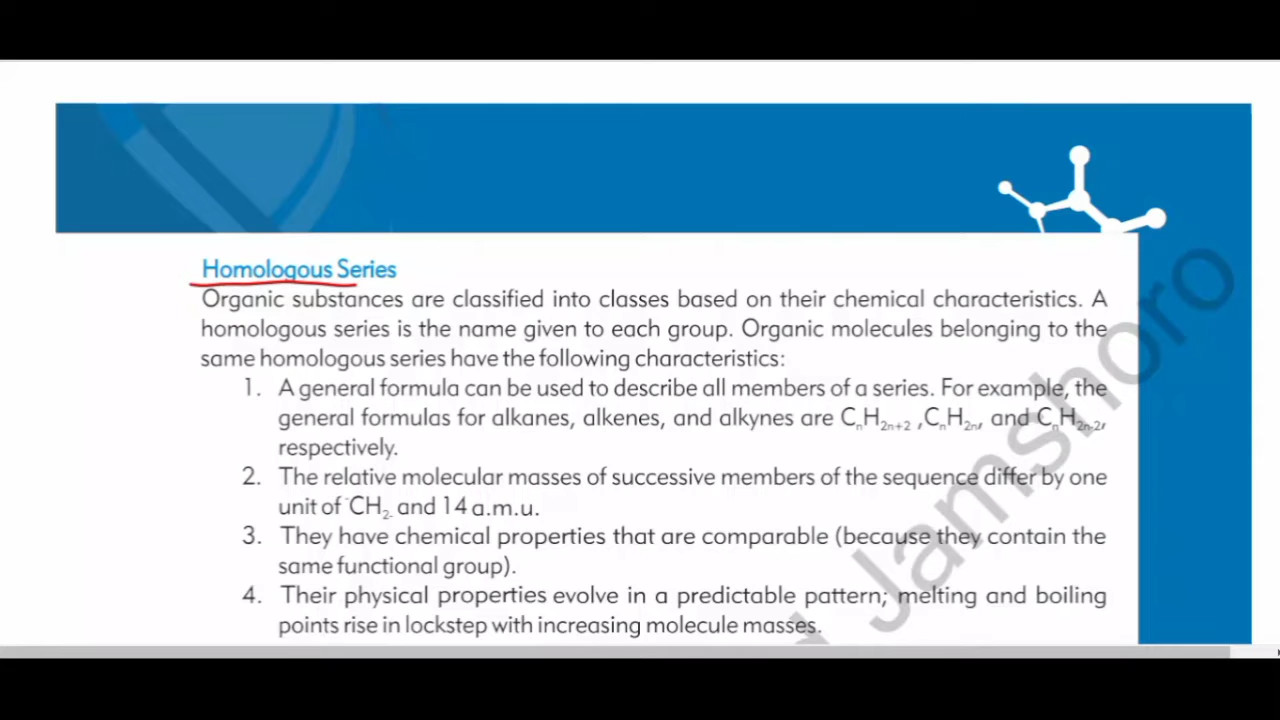 Homologous Series
Organic substances are classified into classes based on their chemical characteristics. A
homologous series is the name given to each group. Organic molecules belonging to the
same homologous series have the following characteristics:
1. A general formula can be used to describe all members of a series. For example, the
general formulas for alkanes, alkenes, and alkynes are CₙH₂ₙ₊₂ ,CₙH₂ₙ, and CₙH₂ₙ₋₂,
respectively.
2. The relative molecular masses of successive members of the sequence differ by one
unit of ⁻CH₂₋ and 14 a.m.u.
3. They have chemical properties that are comparable (because they contain the
same functional group).
4. Their physical properties evolve in a predictable pattern; melting and boiling
points rise in lockstep with increasing molecule masses.
Jamshoro